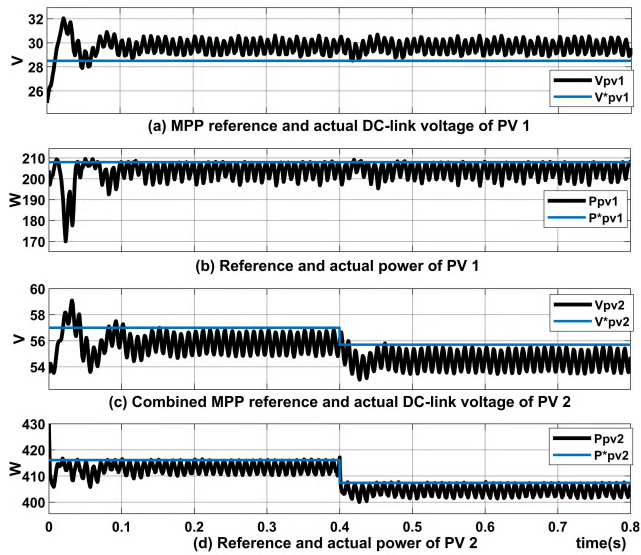 32
30
28
26
V
Vpv1
V*pv1
(a) MPP reference and actual DC-link voltage of PV 1
210
200
190
180
170
W
Ppv1
P*pv1
(b) Reference and actual power of PV 1
60
58
56
54
V
Vpv2
V*pv2
(c) Combined MPP reference and actual DC-link voltage of PV 2
430
420
410
400
W
Ppv2
P*pv2
0 0.1 0.2 0.3 0.4 0.5 0.6 0.7 0.8
(d) Reference and actual power of PV 2 time(s)